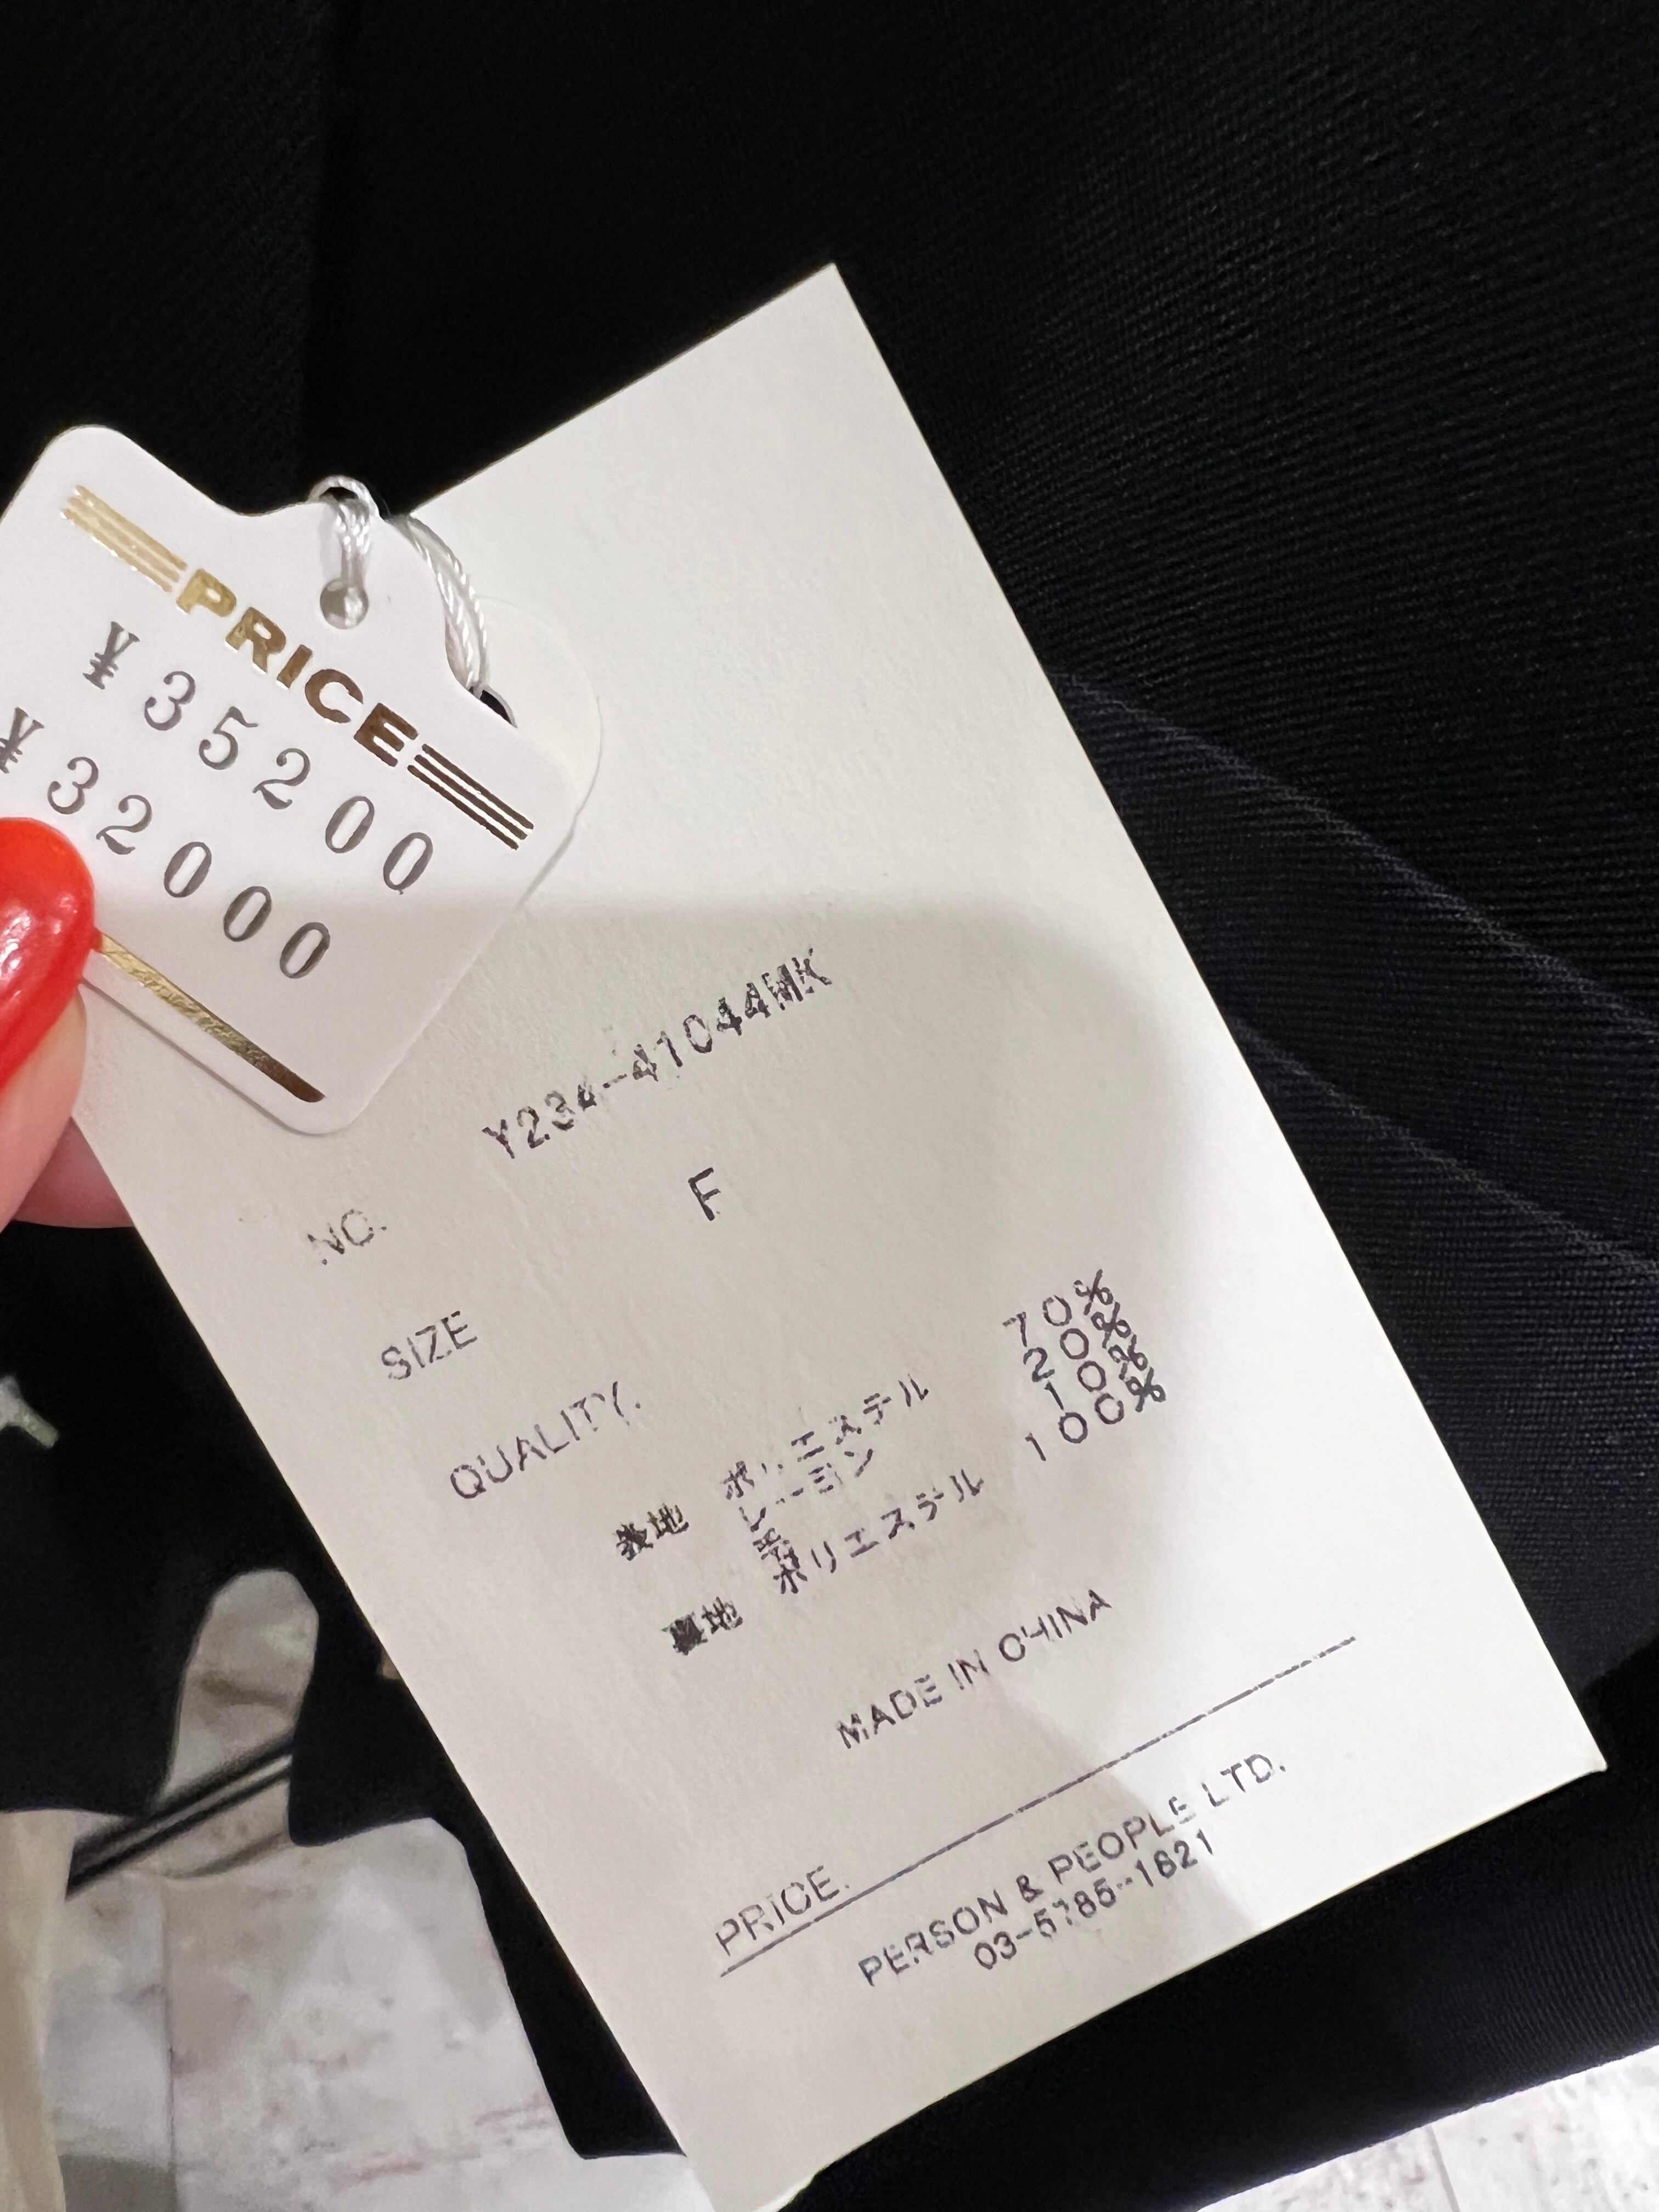 PRICE
¥35200
¥32000
NO. Y234-41044MK
SIZE F
QUALITY.
表地 ポリエステル 70%
レーヨン 20%
毛 10%
裏地 ポリエステル 100%
MADE IN CHINA
PRICE.
PERSON & PEOPLE LTD.
03-5785-1621